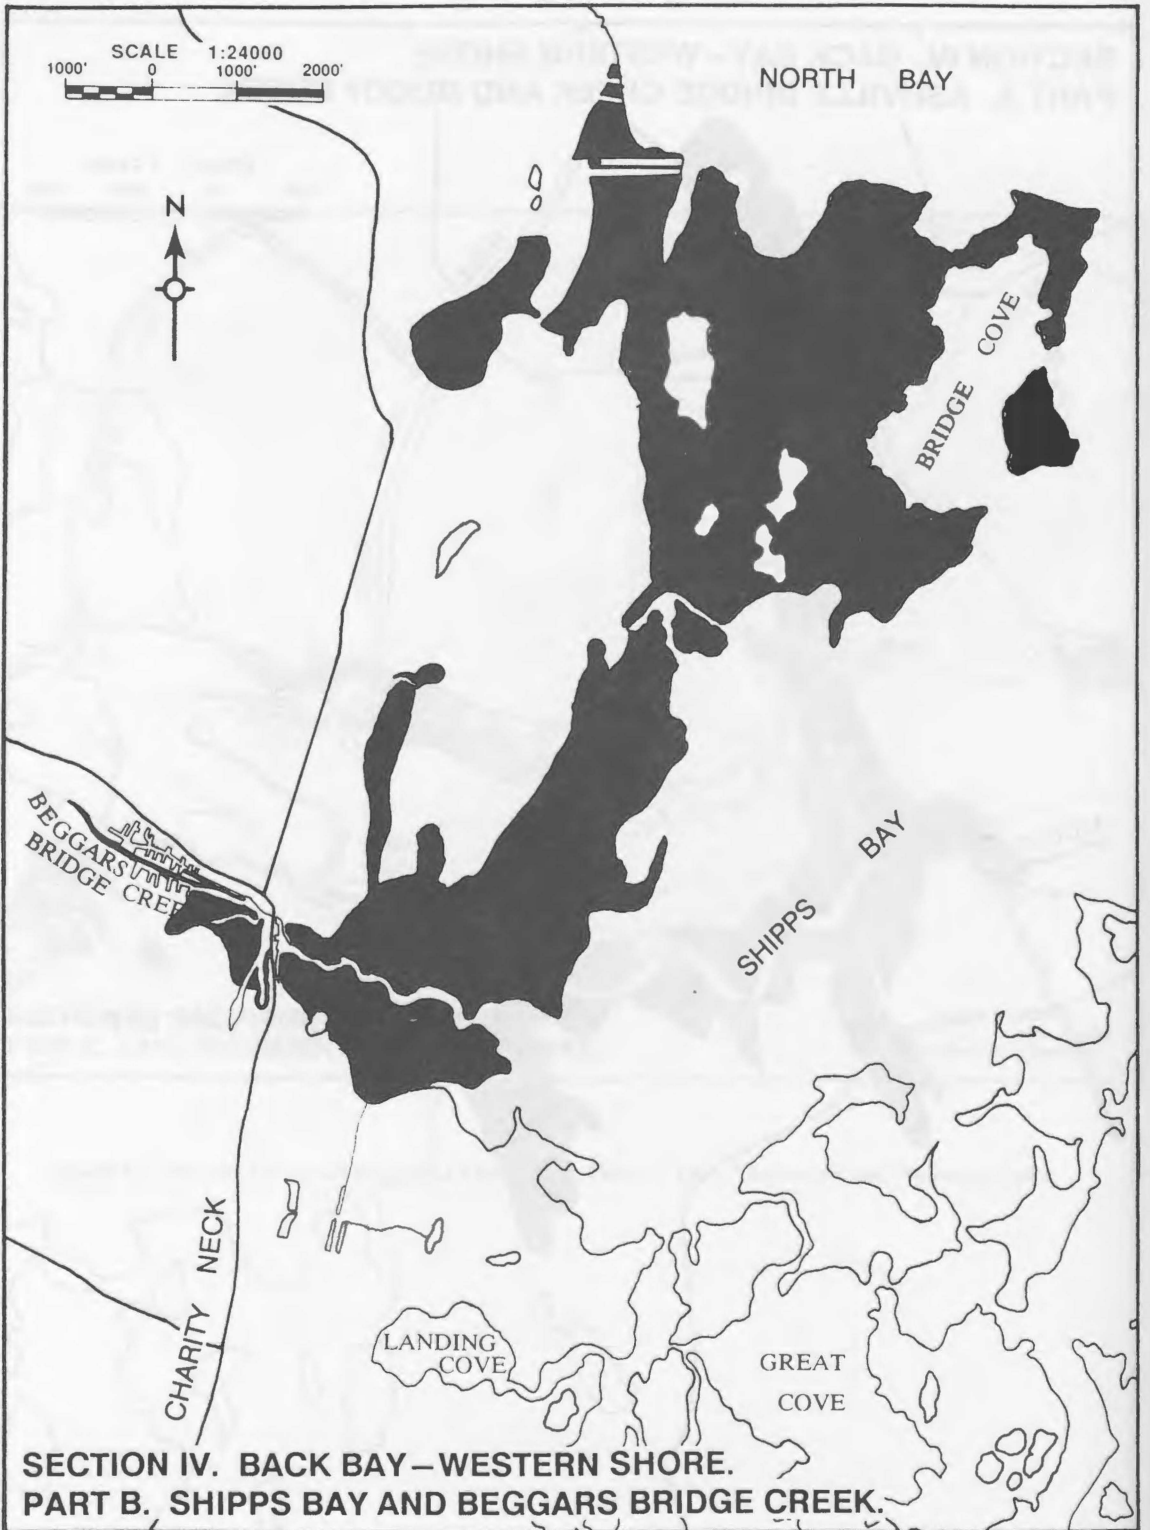 SCALE 1:24000
1000' 0 1000' 2000'
NORTH BAY
N
BRIDGE COVE
BEGGARS
BRIDGE CREE
SHIPPS BAY
CHARITY NECK
LANDING
COVE
GREAT
COVE
SECTION IV. BACK BAY–WESTERN SHORE.
PART B. SHIPPS BAY AND BEGGARS BRIDGE CREEK.